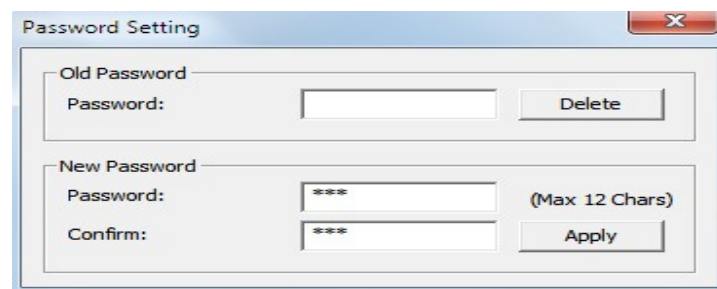 Password Setting
Old Password
Password:
Delete
New Password
Password: *** (Max 12 Chars)
Confirm: *** Apply